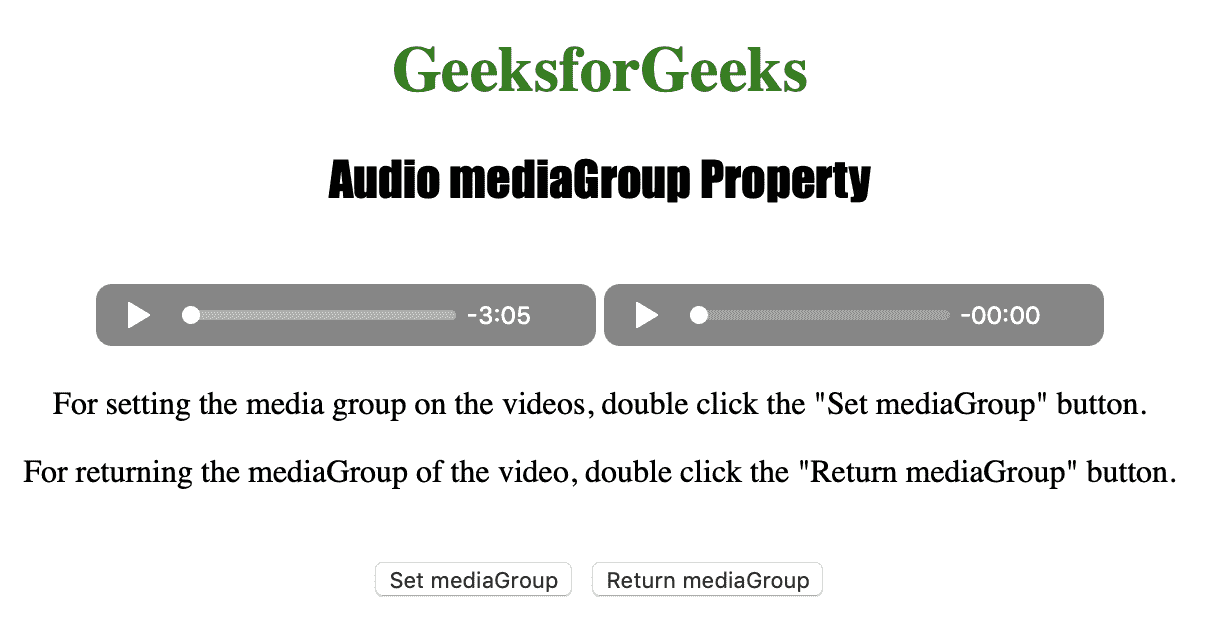 GeeksforGeeks
Audio mediaGroup Property
-3:05 -00:00
For setting the media group on the videos, double click the "Set mediaGroup" button.
For returning the mediaGroup of the video, double click the "Return mediaGroup" button.
Set mediaGroup Return mediaGroup